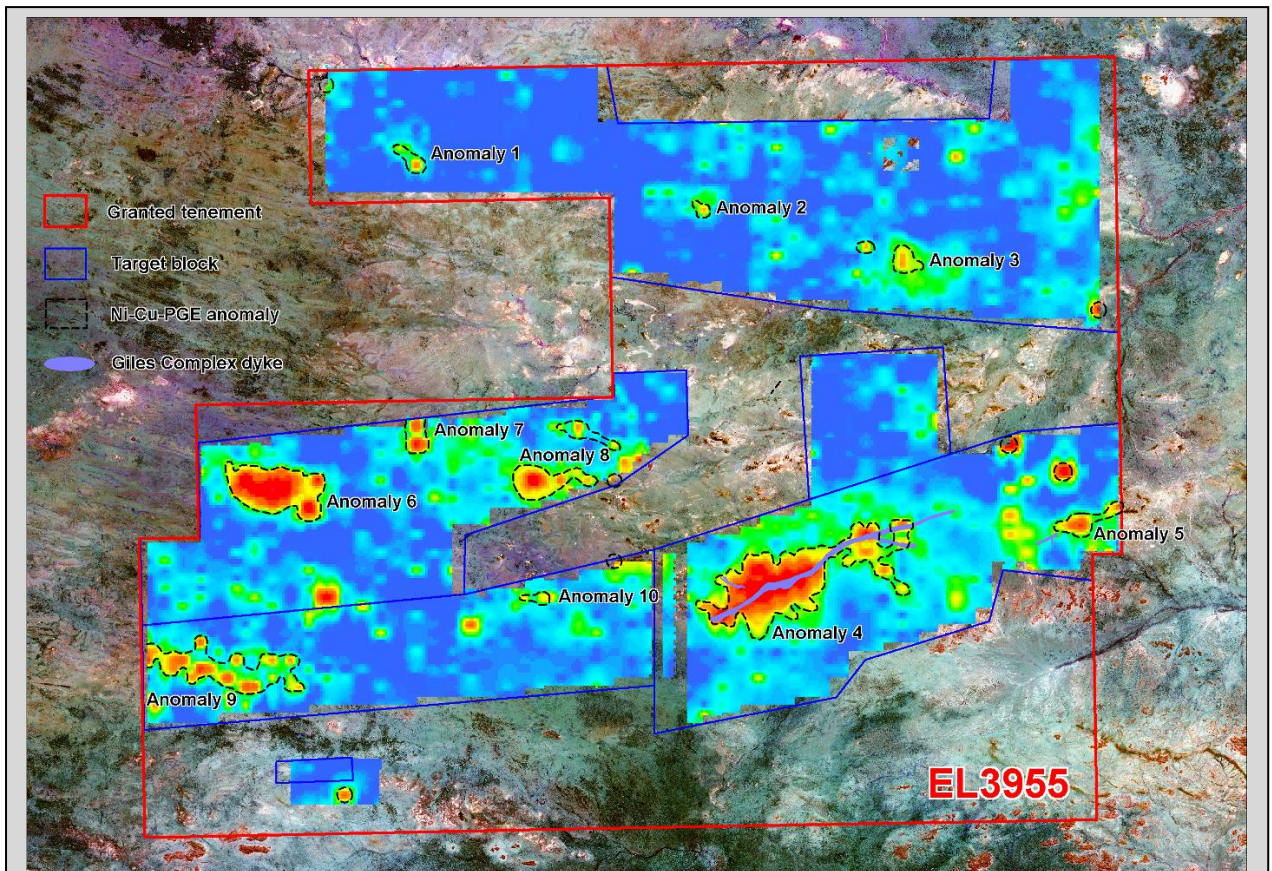 Anomaly 1
Anomaly 2
Anomaly 3
Granted tenement
Target block
Ni-Cu-PGE anomaly
Giles Complex dyke
Anomaly 7
Anomaly 8
Anomaly 6
Anomaly 5
Anomaly 10
Anomaly 4
Anomaly 9
EL3955